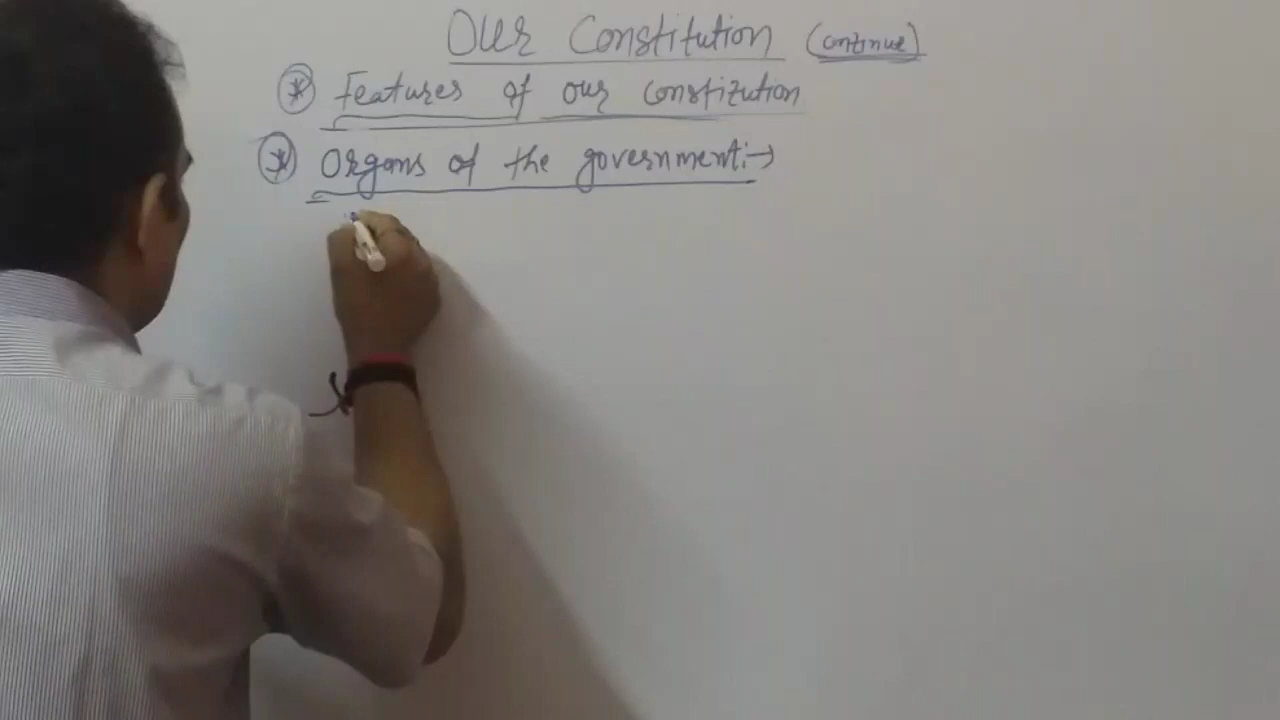 Our Constitution (continue)
* Features of our constitution
* Organs of the government:→